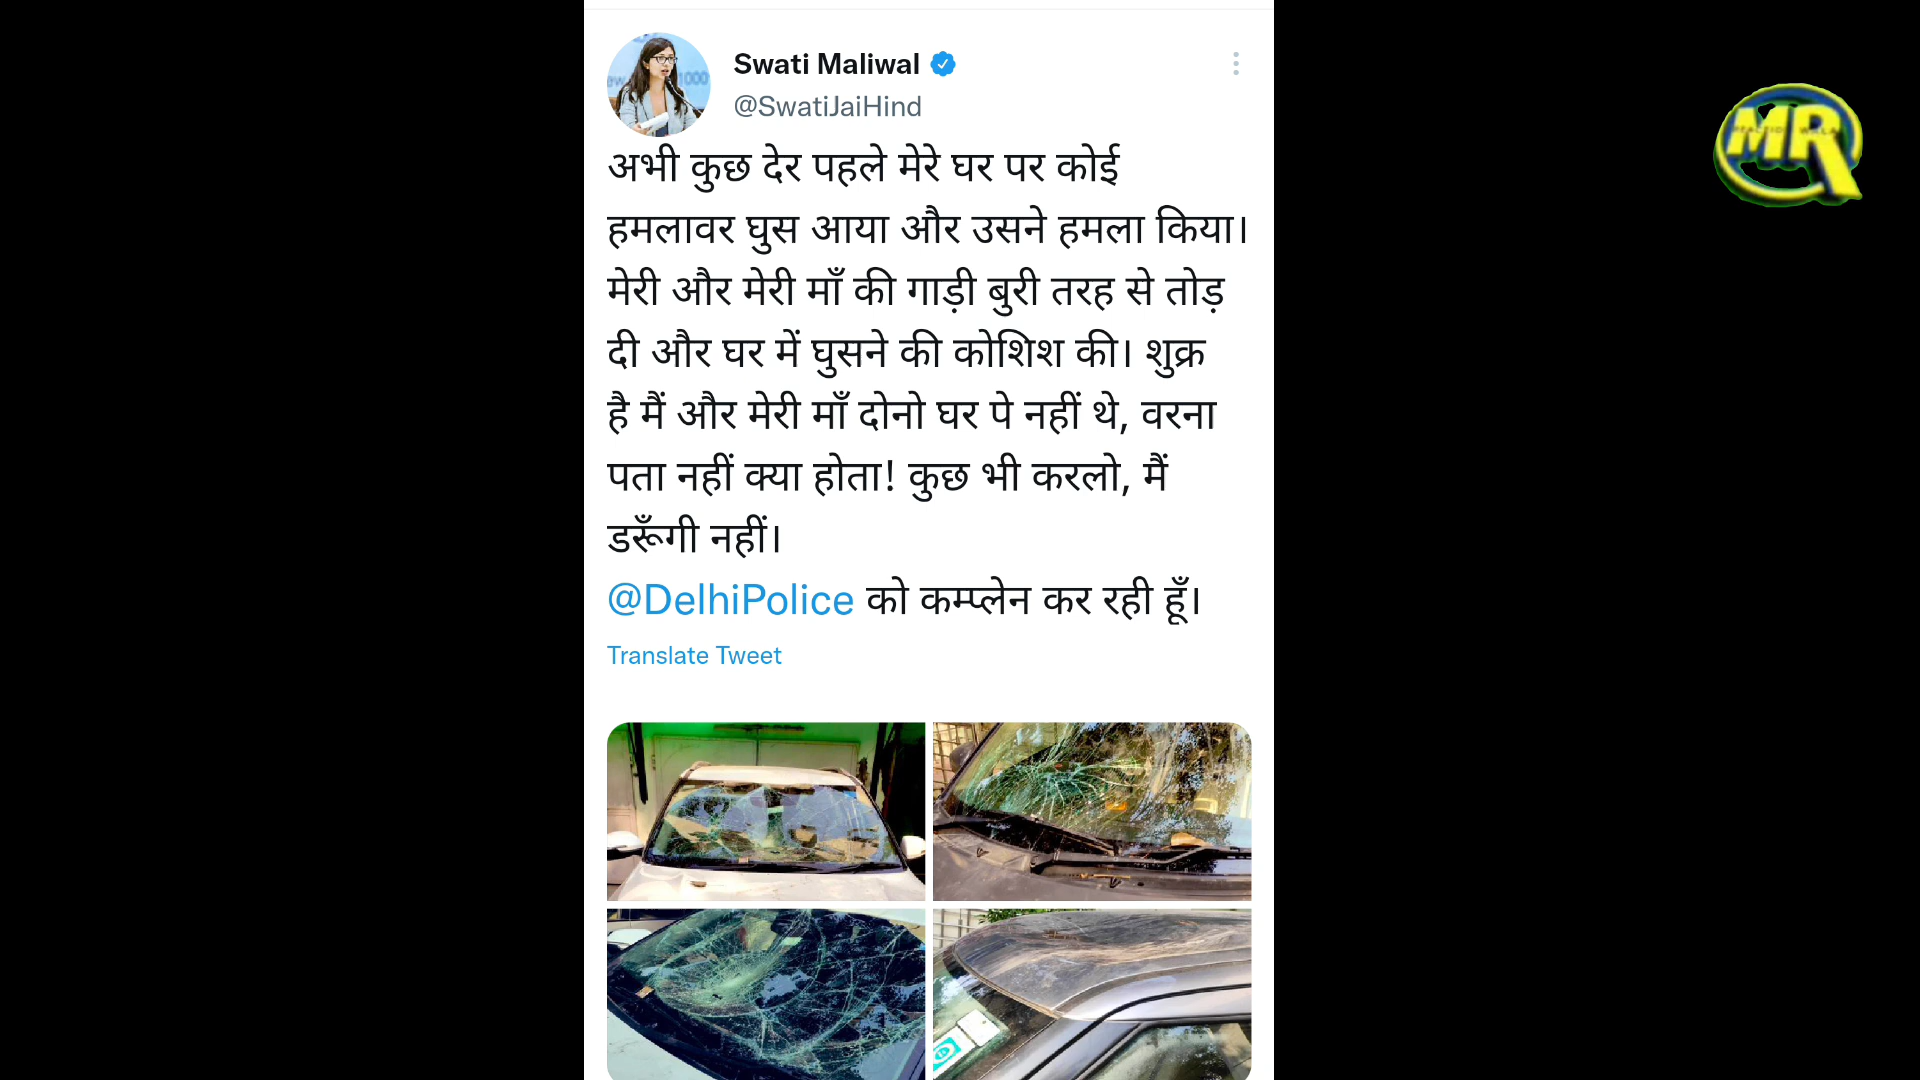 Swati Maliwal
@SwatiJaiHind
अभी कुछ देर पहले मेरे घर पर कोई
हमलावर घुस आया और उसने हमला किया।
मेरी और मेरी माँ की गाड़ी बुरी तरह से तोड़
दी और घर में घुसने की कोशिश की। शुक्र
है मैं और मेरी माँ दोनो घर पे नहीं थे, वरना
पता नहीं क्या होता! कुछ भी करलो, मैं
डरूँगी नहीं।
@DelhiPolice को कम्प्लेन कर रही हूँ।
Translate Tweet
MR